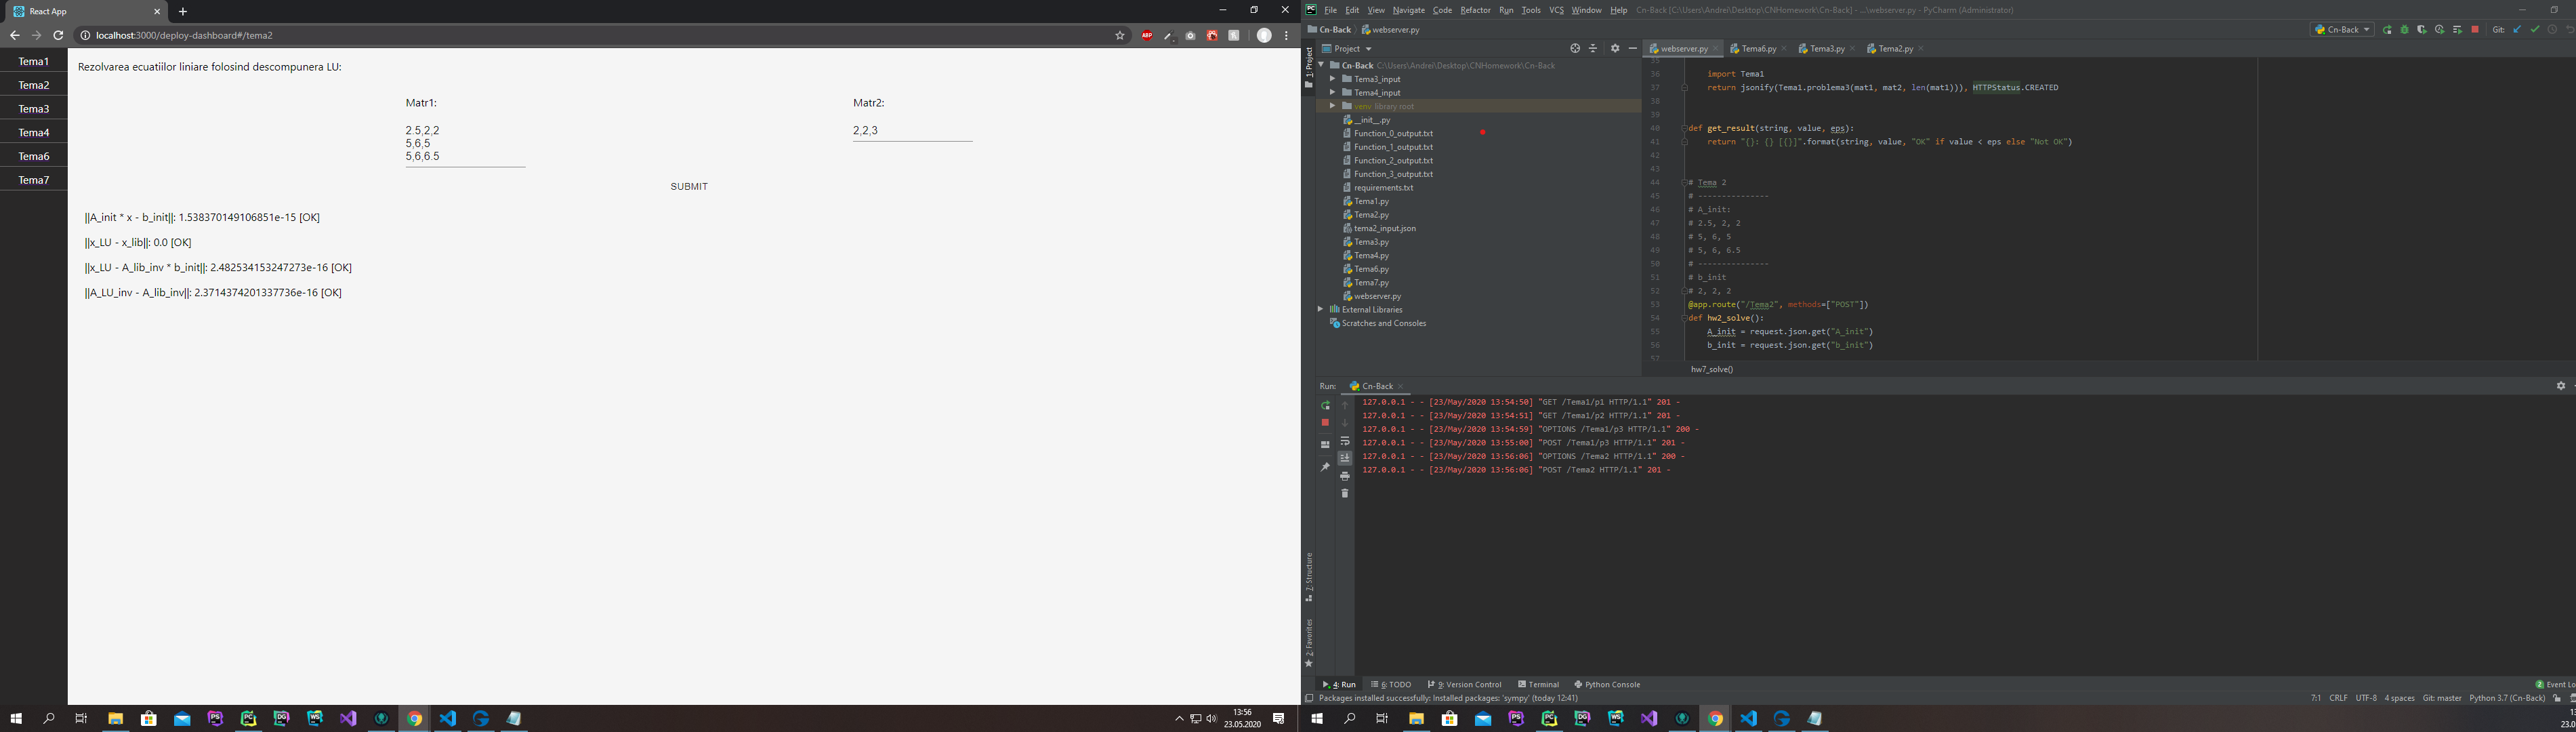 React App
localhost:3000/deploy-dashboard#/tema2
Tema1
Tema2
Tema3
Tema4
Tema6
Tema7
Rezolvarea ecuatiilor liniare folosind descompunera LU:
Matr1:
2.5,2,2
5,6,5
5,6,6.5
Matr2:
2,2,3
SUBMIT
||A_init * x - b_init||: 1.538370149106851e-15 [OK]
||x_LU - x_lib||: 0.0 [OK]
||x_LU - A_lib_inv * b_init||: 2.482534153247273e-16 [OK]
||A_LU_inv - A_lib_inv||: 2.3714374201337736e-16 [OK]
13:56
23.05.2020
File Edit View Navigate Code Refactor Run Tools VCS Window Help Cn-Back [C:\Users\Andrei\Desktop\CNHomework\Cn-Back] - ...\webserver.py - PyCharm (Administrator)
Cn-Back webserver.py
Cn-Back
Git:
1: Project
Project
Cn-Back C:\Users\Andrei\Desktop\CNHomework\Cn-Back
Tema3_input
Tema4_input
venv library root
__init__.py
Function_0_output.txt
Function_1_output.txt
Function_2_output.txt
Function_3_output.txt
requirements.txt
Tema1.py
Tema2.py
tema2_input.json
Tema3.py
Tema4.py
Tema6.py
Tema7.py
webserver.py
External Libraries
Scratches and Consoles
webserver.py Tema6.py Tema3.py Tema2.py
35
36 import Tema1
37 return jsonify(Tema1.problema3(mat1, mat2, len(mat1))), HTTPStatus.CREATED
38
39
40 def get_result(string, value, eps):
41 return "{}: {} [{}]".format(string, value, "OK" if value < eps else "Not OK")
42
43
44 # Tema 2
45 # ---------------
46 # A_init:
47 # 2.5, 2, 2
48 # 5, 6, 5
49 # 5, 6, 6.5
50 # ---------------
51 # b_init
52 # 2, 2, 2
53 @app.route("/Tema2", methods=["POST"])
54 def hw2_solve():
55 A_init = request.json.get("A_init")
56 b_init = request.json.get("b_init")
57
hw7_solve()
Run: Cn-Back
127.0.0.1 - - [23/May/2020 13:54:50] "GET /Tema1/p1 HTTP/1.1" 201 -
127.0.0.1 - - [23/May/2020 13:54:51] "GET /Tema1/p2 HTTP/1.1" 201 -
127.0.0.1 - - [23/May/2020 13:54:59] "OPTIONS /Tema1/p3 HTTP/1.1" 200 -
127.0.0.1 - - [23/May/2020 13:55:00] "POST /Tema1/p3 HTTP/1.1" 201 -
127.0.0.1 - - [23/May/2020 13:56:06] "OPTIONS /Tema2 HTTP/1.1" 200 -
127.0.0.1 - - [23/May/2020 13:56:06] "POST /Tema2 HTTP/1.1" 201 -
7: Structure
2: Favorites
4: Run 6: TODO 9: Version Control Terminal Python Console
2 Event Lo
Packages installed successfully: Installed packages: 'sympy' (today 12:41)
7:1 CRLF UTF-8 4 spaces Git: master Python 3.7 (Cn-Back)
13
23.0